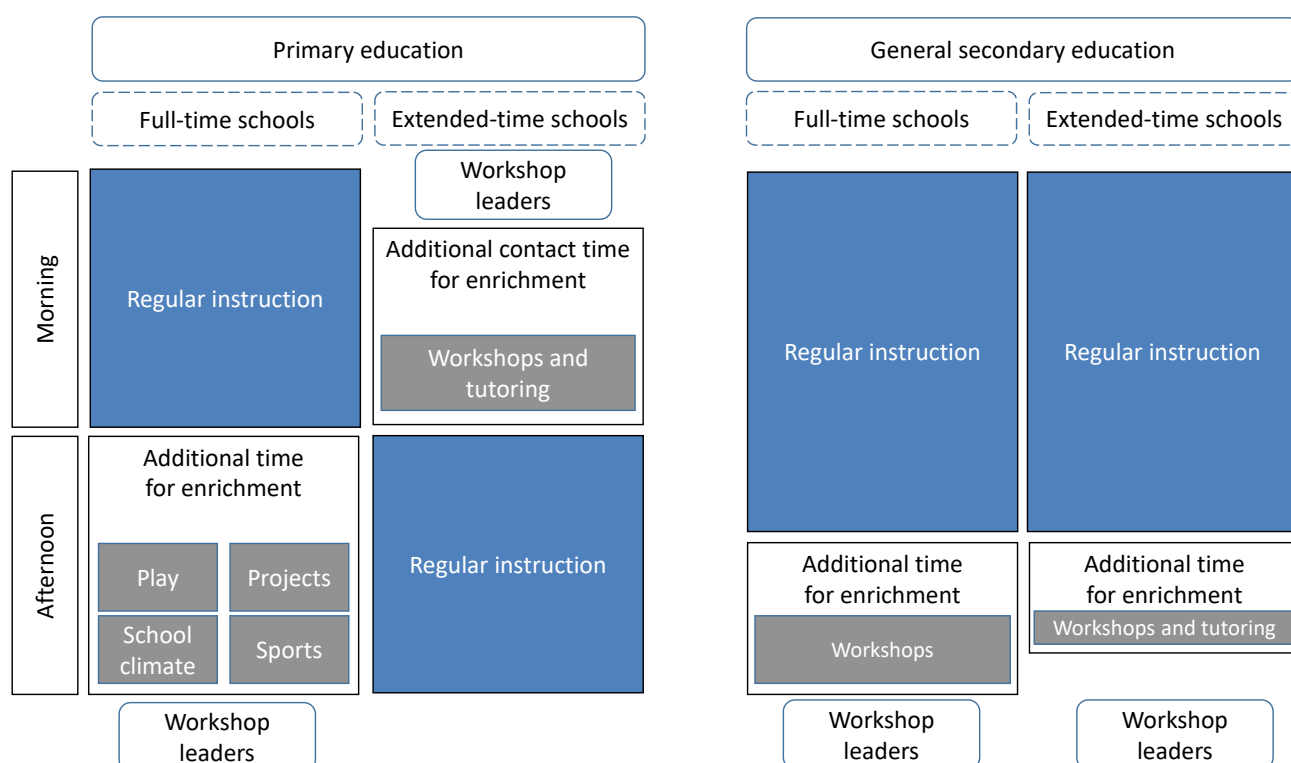 Primary education
Full-time schools
Extended-time schools
Workshop
leaders
Morning
Regular instruction
Additional contact time
for enrichment
Workshops and
tutoring
Afternoon
Additional time
for enrichment
Play
Projects
School
climate
Sports
Regular instruction
Workshop
leaders
General secondary education
Full-time schools
Extended-time schools
Regular instruction
Regular instruction
Additional time
for enrichment
Workshops
Additional time
for enrichment
Workshops and tutoring
Workshop
leaders
Workshop
leaders